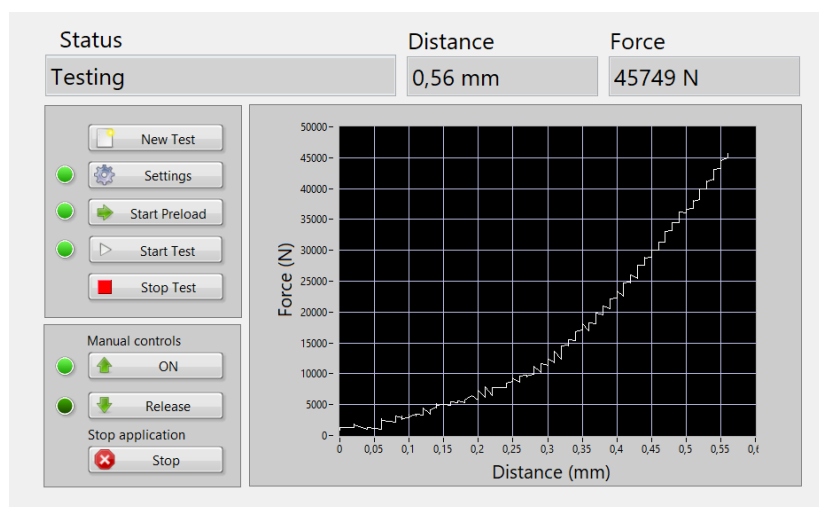 Status
Distance
Force
Testing
0,56 mm
45749 N
New Test
Settings
Start Preload
Start Test
Stop Test
Manual controls
ON
Release
Stop application
Stop
Force (N)
50000
45000
40000
35000
30000
25000
20000
15000
10000
5000
0
0 0,05 0,1 0,15 0,2 0,25 0,3 0,35 0,4 0,45 0,5 0,55
Distance (mm)